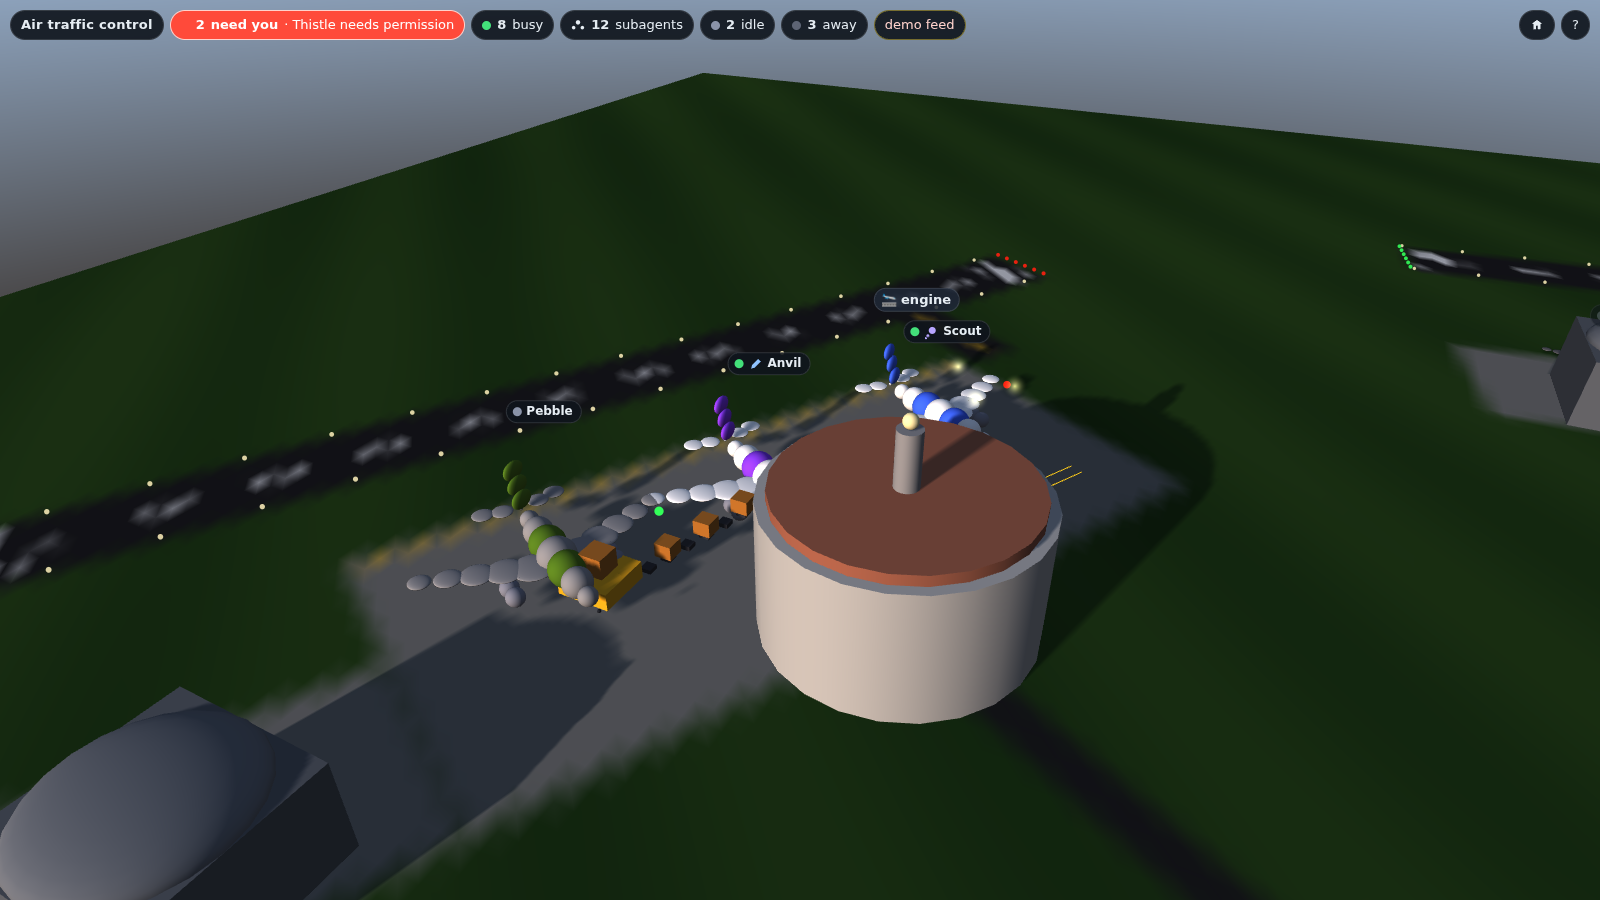 Air traffic control
2 need you · Thistle needs permission
8 busy
12 subagents
2 idle
3 away
demo feed
?
engine
Scout
Anvil
Pebble